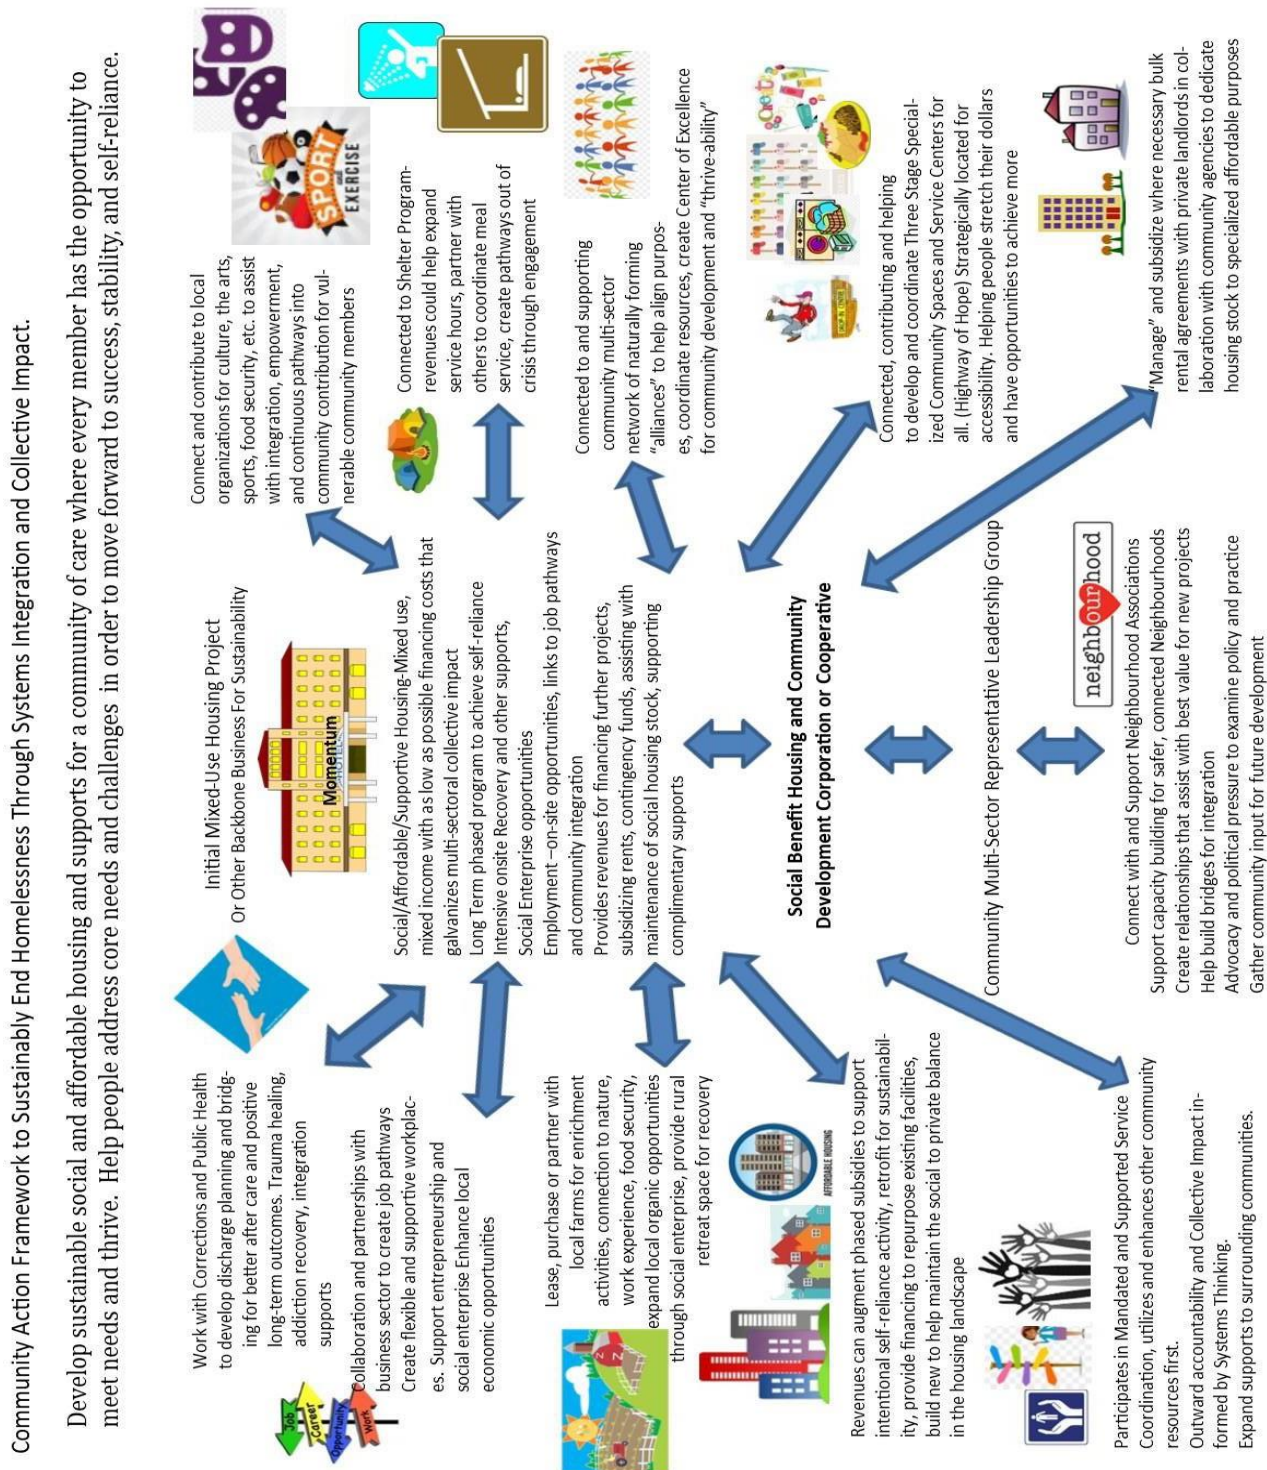 Community Action Framework to Sustainably End Homelessness Through Systems Integration and Collective Impact.
Develop sustainable social and affordable housing and supports for a community of care where every member has the opportunity to
meet needs and thrive. Help people address core needs and challenges in order to move forward to success, stability, and self-reliance.
Work with Corrections and Public Health
to develop discharge planning and bridg-
ing for better after care and positive
long-term outcomes. Trauma healing,
addiction recovery, integration
supports
Job
Career
Opportunity
Work
Collaboration and partnerships with
business sector to create job pathways
Create flexible and supportive workplac-
es. Support entrepreneurship and
social enterprise Enhance local
economic opportunities
Lease, purchase or partner with
local farms for enrichment
activities, connection to nature,
work experience, food security,
expand local organic opportunities
through social enterprise, provide rural
retreat space for recovery
AFFORDABLE HOUSING
Revenues can augment phased subsidies to support
intentional self-reliance activity, retrofit for sustainabil-
ity, provide financing to repurpose existing facilities,
build new to help maintain the social to private balance
in the housing landscape
Participates in Mandated and Supported Service
Coordination, utilizes and enhances other community
resources first.
Outward accountability and Collective Impact in-
formed by Systems Thinking.
Expand supports to surrounding communities.
Initial Mixed-Use Housing Project
Or Other Backbone Business For Sustainability
Momentum
HOTEL
Social/Affordable/Supportive Housing-Mixed use,
mixed income with as low as possible financing costs that
galvanizes multi-sectoral collective impact
Long Term phased program to achieve self-reliance
Intensive onsite Recovery and other supports,
Social Enterprise opportunities
Employment –on-site opportunities, links to job pathways
and community integration
Provides revenues for financing further projects,
subsidizing rents, contingency funds, assisting with
maintenance of social housing stock, supporting
complimentary supports
Social Benefit Housing and Community
Development Corporation or Cooperative
Community Multi-Sector Representative Leadership Group
neighbourhood
Connect with and Support Neighbourhood Associations
Support capacity building for safer, connected Neighbourhoods
Create relationships that assist with best value for new projects
Help build bridges for integration
Advocacy and political pressure to examine policy and practice
Gather community input for future development
Connect and contribute to local
organizations for culture, the arts,
sports, food security, etc. to assist
with integration, empowerment,
and continuous pathways into
community contribution for vul-
nerable community members
SPORT
and
EXERCISE
Connected to Shelter Program-
revenues could help expand
service hours, partner with
others to coordinate meal
service, create pathways out of
crisis through engagement
Connected to and supporting
community multi-sector
network of naturally forming
"alliances" to help align purpos-
es, coordinate resources, create Center of Excellence
for community development and "thrive-ability"
Connected, contributing and helping
to develop and coordinate Three Stage Special-
ized Community Spaces and Service Centers for
all. (Highway of Hope) Strategically located for
accessibility. Helping people stretch their dollars
and have opportunities to achieve more
"Manage" and subsidize where necessary bulk
rental agreements with private landlords in col-
laboration with community agencies to dedicate
housing stock to specialized affordable purposes